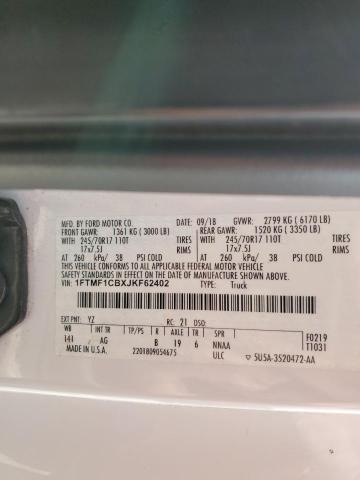 MFD. BY FORD MOTOR CO. 09/18 GVWR: 2799 KG ( 6170 LB)
FRONT GAWR: 1361 KG ( 3000 LB) REAR GAWR: 1520 KG ( 3350 LB)
245/70R17 110T TIRES 245/70R17 110T TIRES
17x7.5J RIMS 17x7.5J RIMS
AT 260 kPa/ 38 PSI COLD AT 260 kPa/ 38 PSI COLD
THIS VEHICLE CONFORMS TO ALL APPLICABLE FEDERAL MOTOR VEHICLE
SAFETY STANDARDS IN EFFECT ON THE DATE OF MANUFACTURE SHOWN ABOVE.
VIN: 1FTMF1CBXJKF62402 TYPE: Truck
EXT PNT: YZ RC: 21 DSO:
WB INT TR TP/PS R AXLE TR SPR F0219
141 AG B 19 6 NNAA T1031
MADE IN U.S.A. 2201809054675 ULC 5U5A-3520472-AA